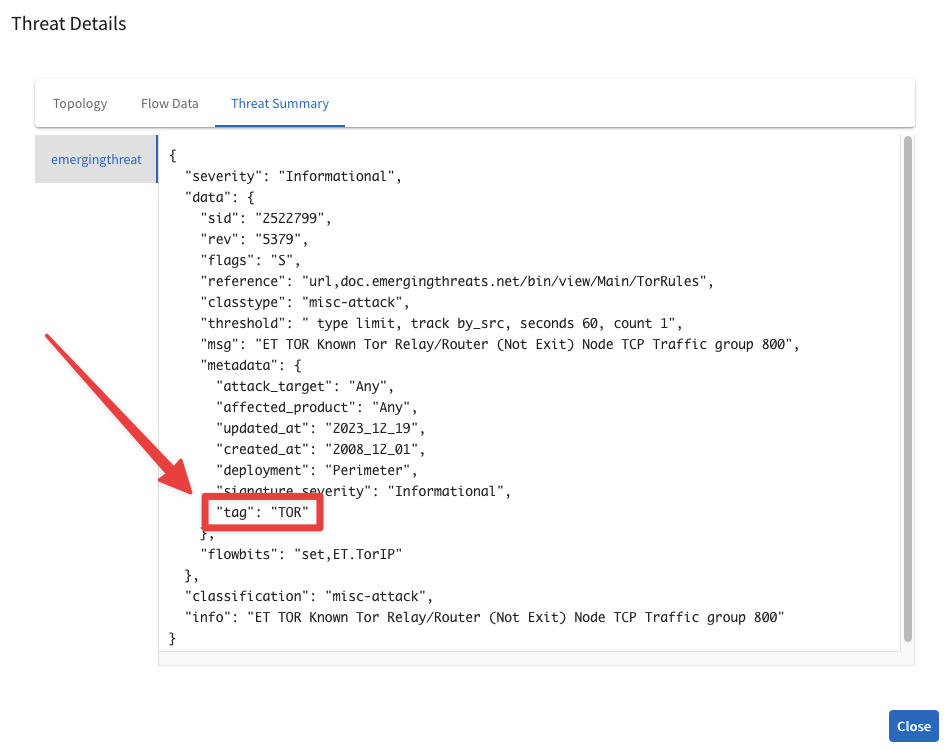 Threat Details
Topology Flow Data Threat Summary
emergingthreat
{
"severity": "Informational",
"data": {
"sid": "2522799",
"rev": "5379",
"flags": "S",
"reference": "url,doc.emergingthreats.net/bin/view/Main/TorRules",
"classtype": "misc-attack",
"threshold": " type limit, track by_src, seconds 60, count 1",
"msg": "ET TOR Known Tor Relay/Router (Not Exit) Node TCP Traffic group 800",
"metadata": {
"attack_target": "Any",
"affected_product": "Any",
"updated_at": "2023_12_19",
"created_at": "2008_12_01",
"deployment": "Perimeter",
"signature_severity": "Informational",
"tag": "TOR"
},
"flowbits": "set,ET.TorIP"
},
"classification": "misc-attack",
"info": "ET TOR Known Tor Relay/Router (Not Exit) Node TCP Traffic group 800"
}
Close